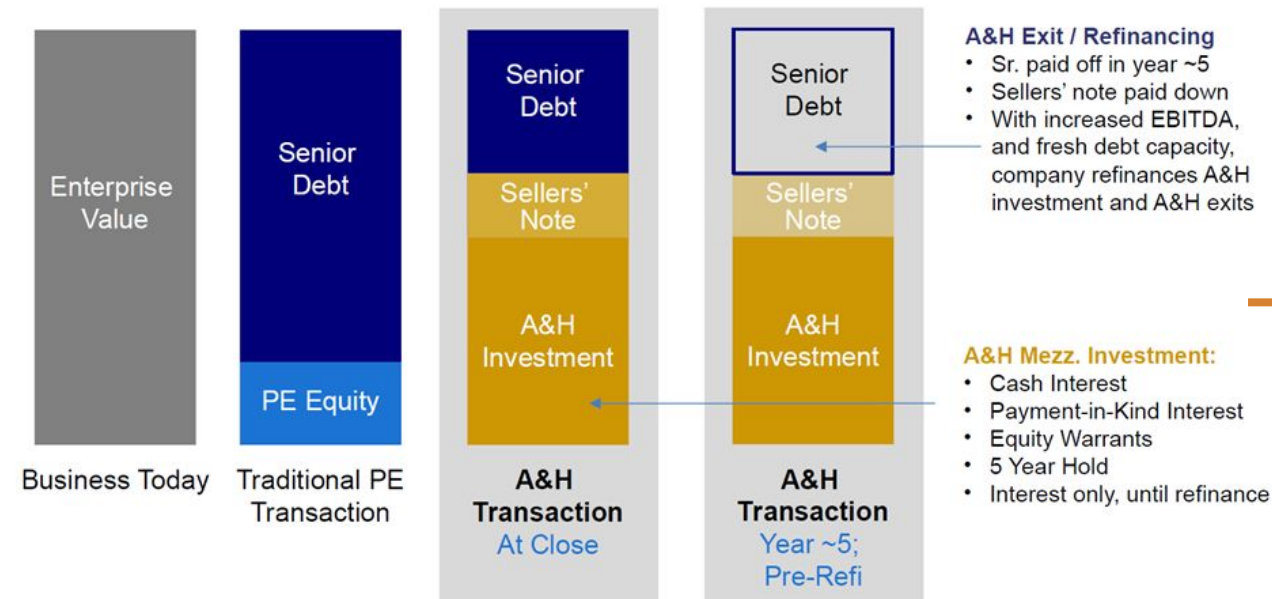 Enterprise
Value
Business Today
Senior
Debt
PE Equity
Traditional PE
Transaction
Senior
Debt
Sellers'
Note
A&H
Investment
A&H
Transaction
At Close
Senior
Debt
Sellers'
Note
A&H
Investment
A&H
Transaction
Year ~5;
Pre-Refi
A&H Exit / Refinancing
• Sr. paid off in year ~5
• Sellers' note paid down
• With increased EBITDA,
and fresh debt capacity,
company refinances A&H
investment and A&H exits
A&H Mezz. Investment:
• Cash Interest
• Payment-in-Kind Interest
• Equity Warrants
• 5 Year Hold
• Interest only, until refinance